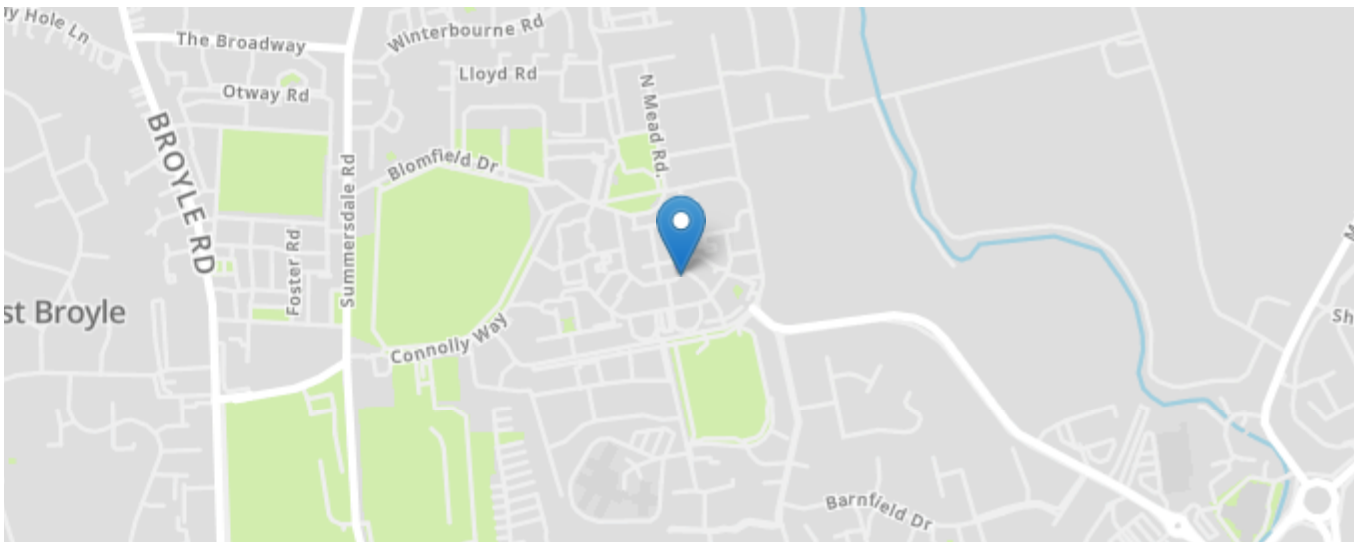 Hole Ln
The Broadway
Winterbourne Rd
Lloyd Rd
Otway Rd
N Mead Rd.
BROYLE RD
Blomfield Dr
Summersdale Rd
Foster Rd
st Broyle
Connolly Way
Sh
Barnfield Dr